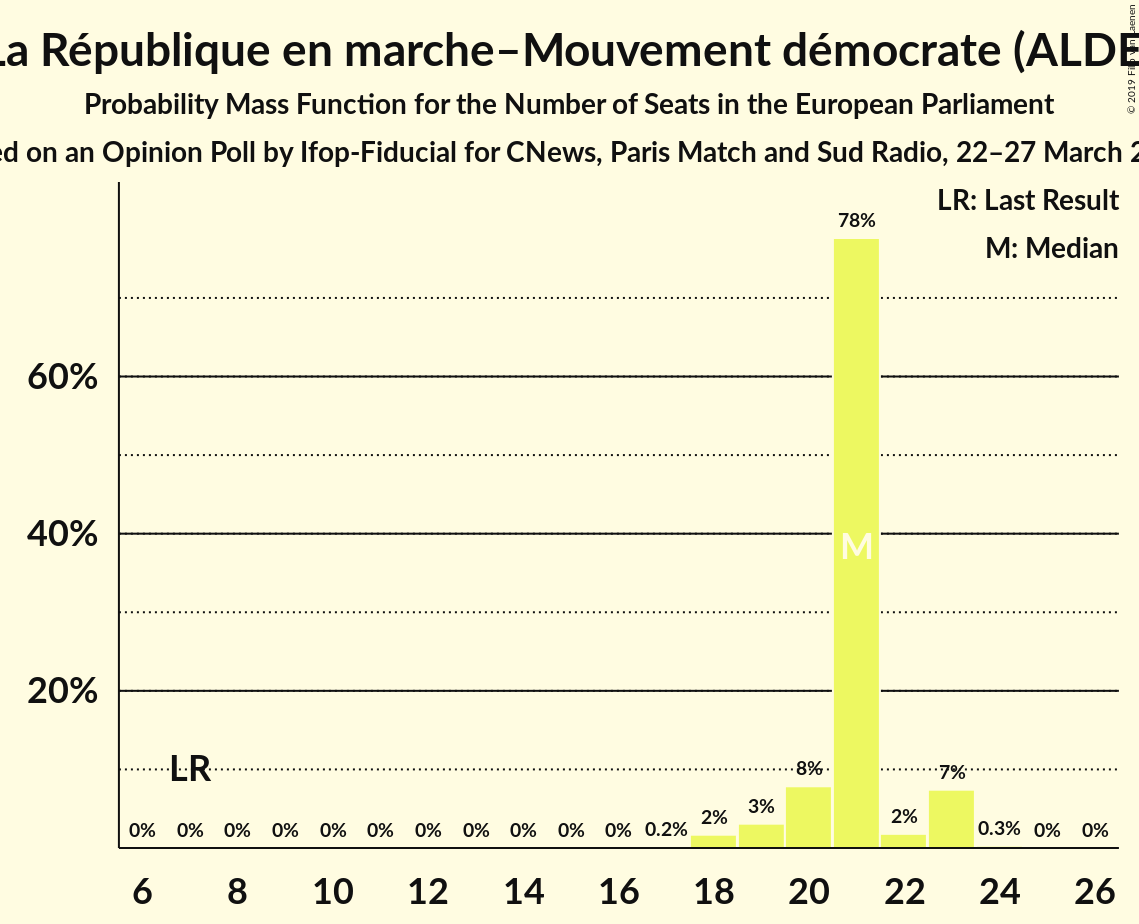 La République en marche–Mouvement démocrate (ALDE
Probability Mass Function for the Number of Seats in the European Parliament
ed on an Opinion Poll by Ifop-Fiducial for CNews, Paris Match and Sud Radio, 22–27 March 2
LR: Last Result
M: Median
78%
60%
40%
M
20%
LR
0% 0% 0% 0% 0% 0% 0% 0% 0% 0% 0% 0.2% 2% 3% 8% 2% 7% 0.3% 0% 0%
6 8 10 12 14 16 18 20 22 24 26
© 2019